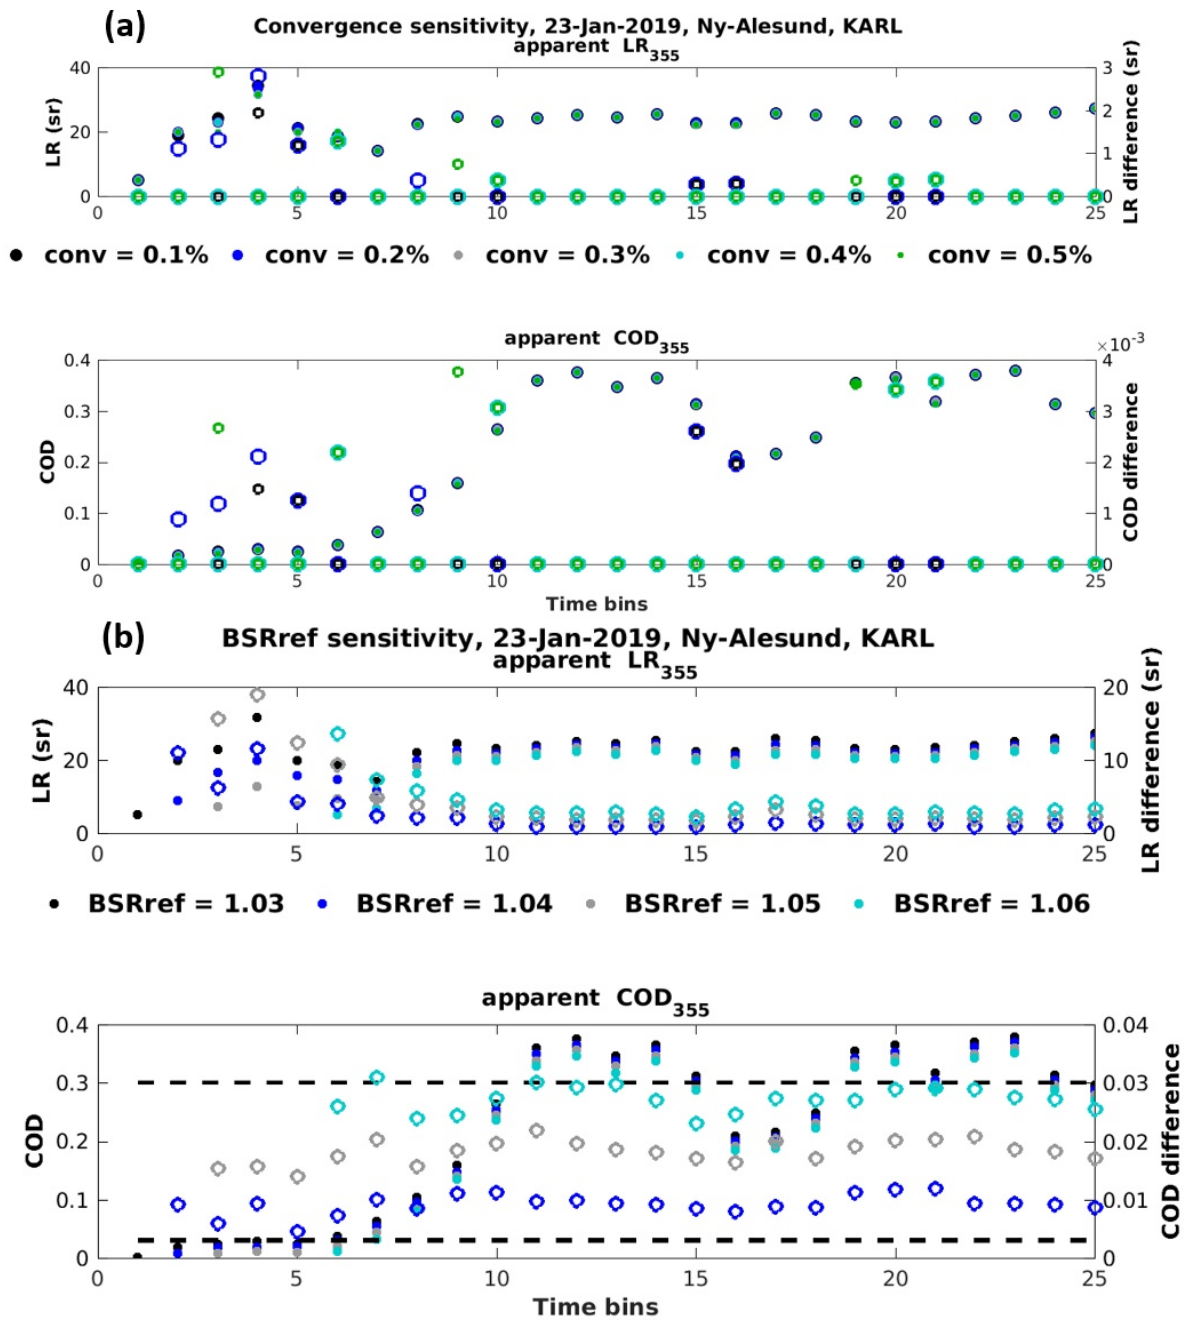 (a)
Convergence sensitivity, 23-Jan-2019, Ny-Alesund, KARL
apparent LR355
40
20
0
LR (sr)
3
2
1
0
LR difference (sr)
0 5 10 15 20 25
conv = 0.1% conv = 0.2% conv = 0.3% conv = 0.4% conv = 0.5%
apparent COD355
×10-3
0.4
0.3
0.2
0.1
0
COD
4
3
2
1
0
COD difference
0 5 10 15 20 25
Time bins
(b)
BSRref sensitivity, 23-Jan-2019, Ny-Alesund, KARL
apparent LR355
40
20
0
LR (sr)
20
10
0
LR difference (sr)
0 5 10 15 20 25
BSRref = 1.03 BSRref = 1.04 BSRref = 1.05 BSRref = 1.06
apparent COD355
0.4
0.3
0.2
0.1
0
COD
0.04
0.03
0.02
0.01
0
COD difference
0 5 10 15 20 25
Time bins